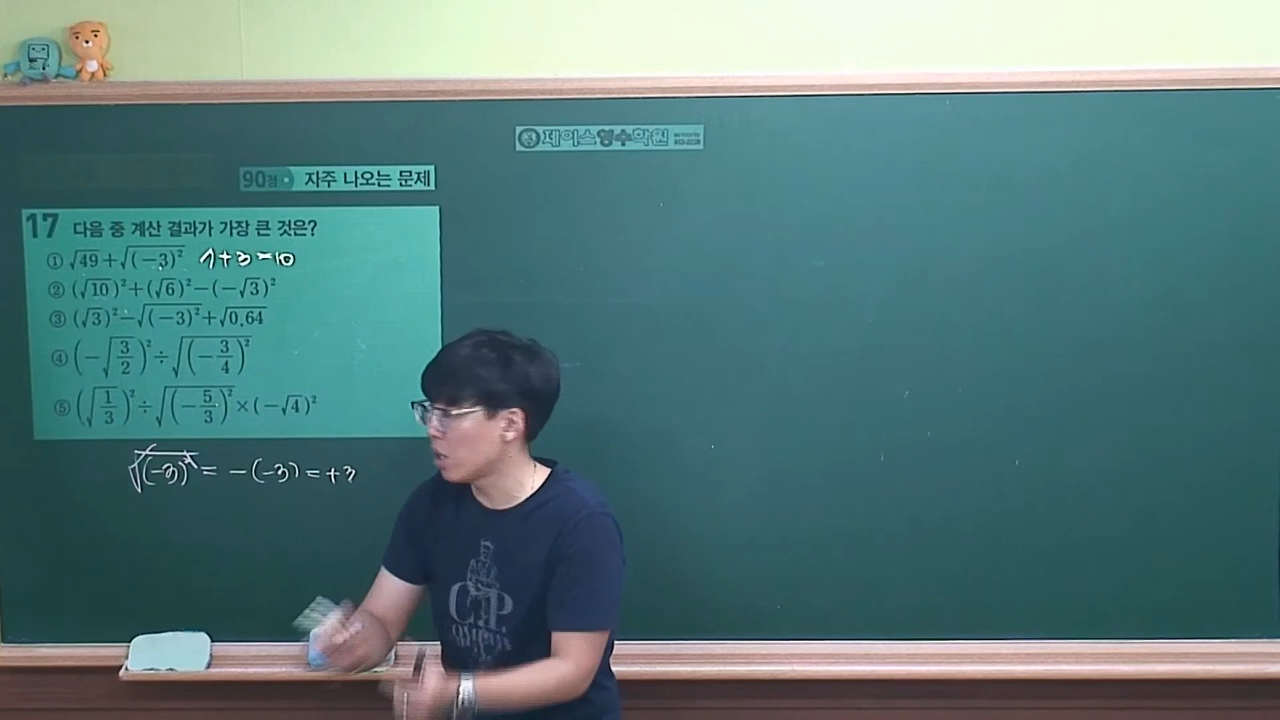 제이스영수학원
90점 자주 나오는 문제
17 다음 중 계산 결과가 가장 큰 것은?
① √49+√(−3)² 7+3=10
② (√10)²+(√6)²−(−√3)²
③ (√3)²−√(−3)²+√0.64
④ (−√(3/2))²÷√(−3/4)²
⑤ (√(1/3))²÷√(−5/3)²×(−√4)²
√(−3)² = −(−3) = +3
C.P.